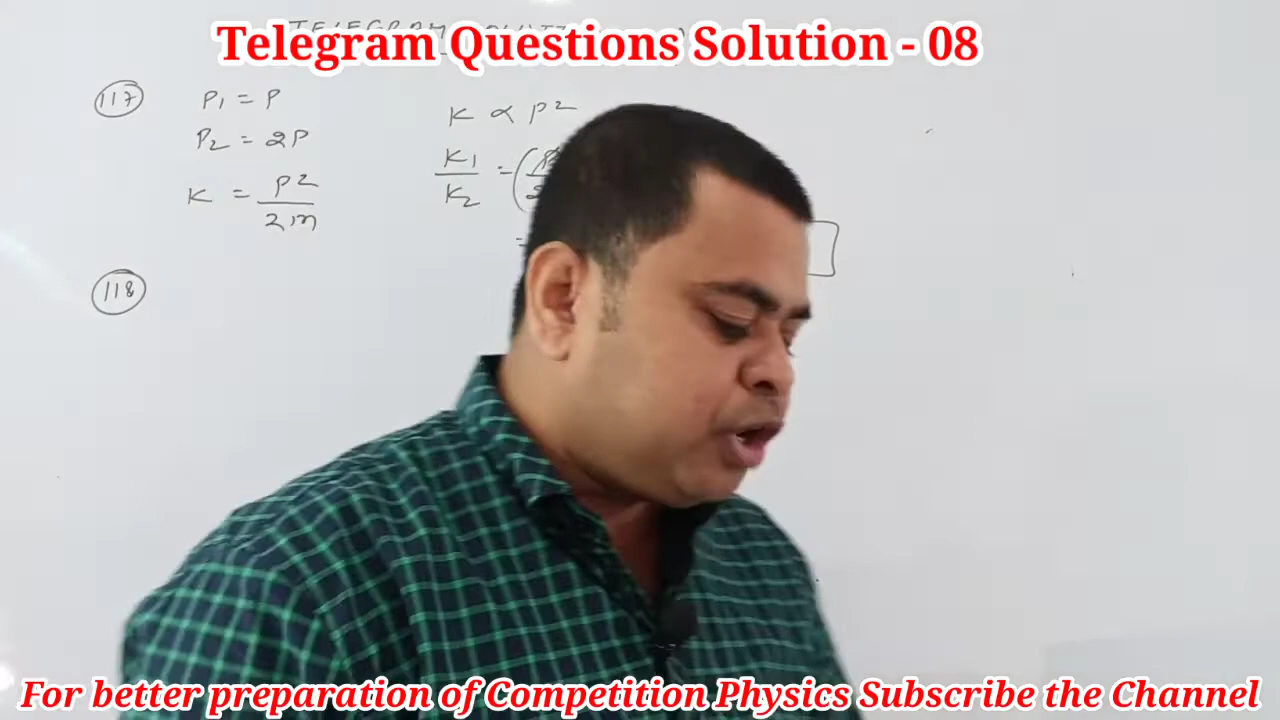 Telegram Questions Solution - 08
TELEGRAM
117 P1 = P
P2 = 2P
K = P2 / 2m
K ∝ P2
K1 / K2 = (
=
118
For better preparation of Competition Physics Subscribe the Channel